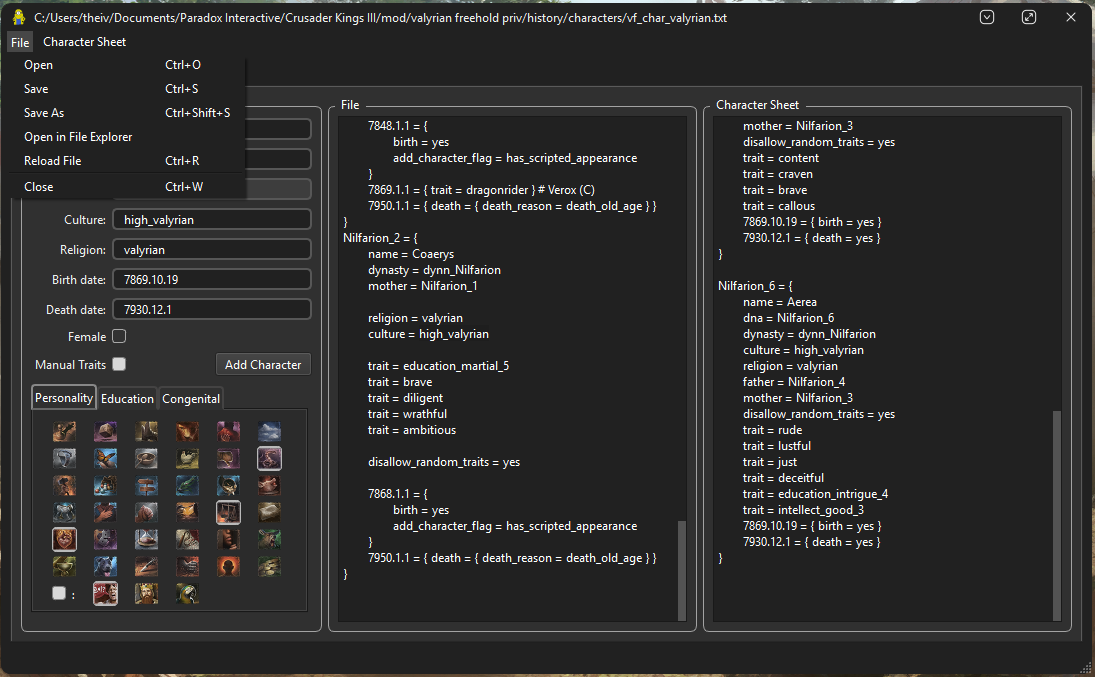 C:/Users/theiv/Documents/Paradox Interactive/Crusader Kings III/mod/valyrian freehold priv/history/characters/vf_char_valyrian.txt
File Character Sheet
Open Ctrl+O
Save Ctrl+S
Save As Ctrl+Shift+S
Open in File Explorer
Reload File Ctrl+R
Close Ctrl+W
Culture: high_valyrian
Religion: valyrian
Birth date: 7869.10.19
Death date: 7930.12.1
Female
Manual Traits
Add Character
Personality Education Congenital
:
File
7848.1.1 = {
birth = yes
add_character_flag = has_scripted_appearance
}
7869.1.1 = { trait = dragonrider } # Verox (C)
7950.1.1 = { death = { death_reason = death_old_age } }
}
Nilfarion_2 = {
name = Coaerys
dynasty = dynn_Nilfarion
mother = Nilfarion_1
religion = valyrian
culture = high_valyrian
trait = education_martial_5
trait = brave
trait = diligent
trait = wrathful
trait = ambitious
disallow_random_traits = yes
7868.1.1 = {
birth = yes
add_character_flag = has_scripted_appearance
}
7950.1.1 = { death = { death_reason = death_old_age } }
}
Character Sheet
mother = Nilfarion_3
disallow_random_traits = yes
trait = content
trait = craven
trait = brave
trait = callous
7869.10.19 = { birth = yes }
7930.12.1 = { death = yes }
}
Nilfarion_6 = {
name = Aerea
dna = Nilfarion_6
dynasty = dynn_Nilfarion
culture = high_valyrian
religion = valyrian
father = Nilfarion_4
mother = Nilfarion_3
disallow_random_traits = yes
trait = rude
trait = lustful
trait = just
trait = deceitful
trait = education_intrigue_4
trait = intellect_good_3
7869.10.19 = { birth = yes }
7930.12.1 = { death = yes }
}